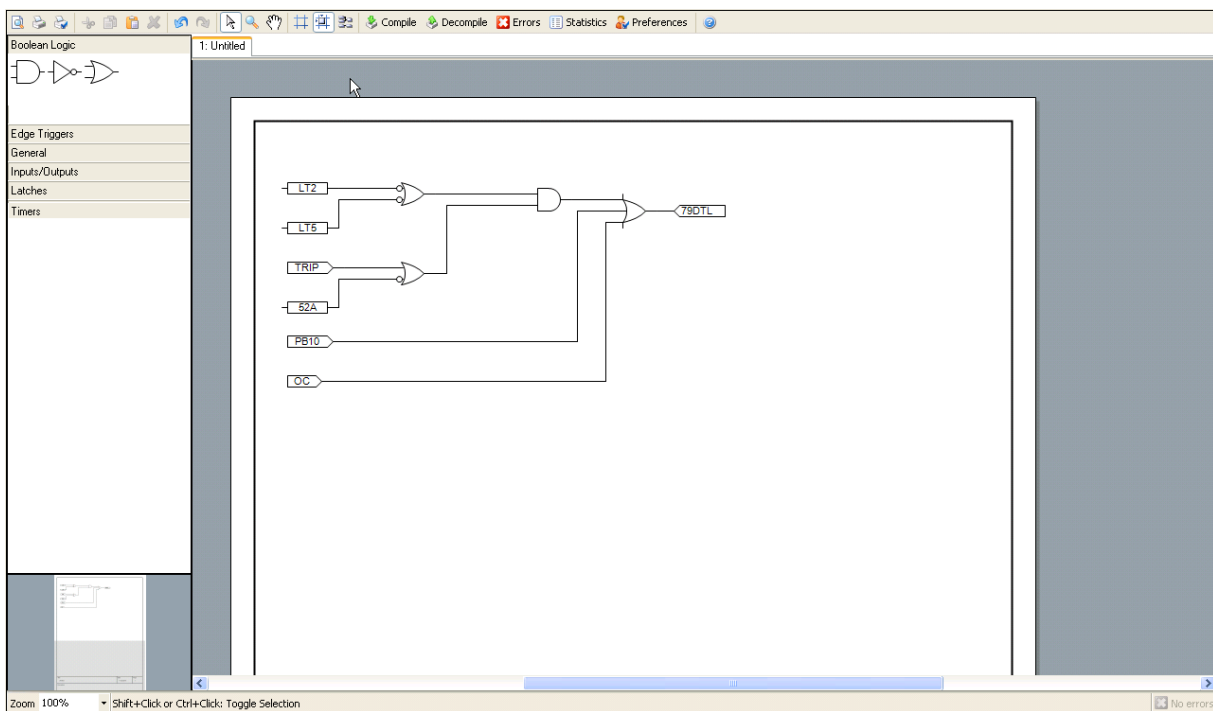 Compile Decompile Errors Statistics Preferences
Boolean Logic
1: Untitled
Edge Triggers
General
Inputs/Outputs
Latches
Timers
LT2
LT5
TRIP
52A
PB10
OC
79DTL
Zoom 100% Shift+Click or Ctrl+Click: Toggle Selection
No errors